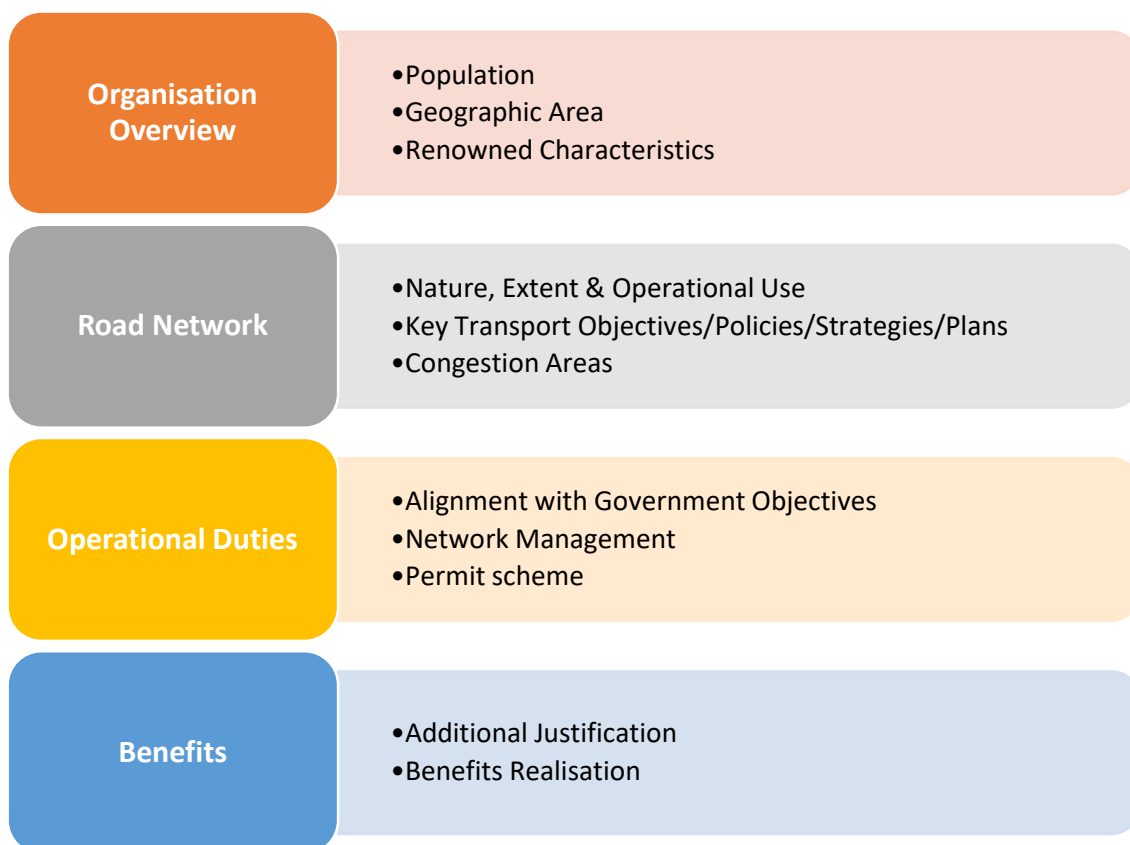 Organisation
Overview
•Population
•Geographic Area
•Renowned Characteristics
Road Network
•Nature, Extent & Operational Use
•Key Transport Objectives/Policies/Strategies/Plans
•Congestion Areas
Operational Duties
•Alignment with Government Objectives
•Network Management
•Permit scheme
Benefits
•Additional Justification
•Benefits Realisation